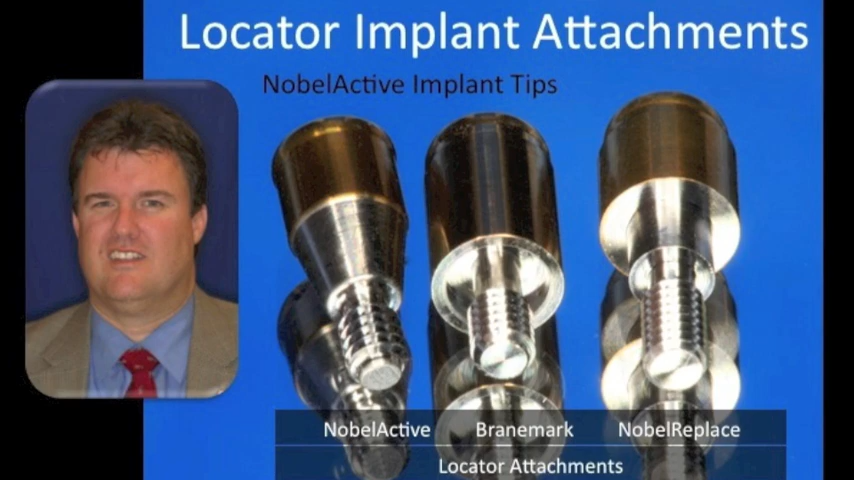 Locator Implant Attachments
NobelActive Implant Tips
NobelActive Branemark NobelReplace
Locator Attachments